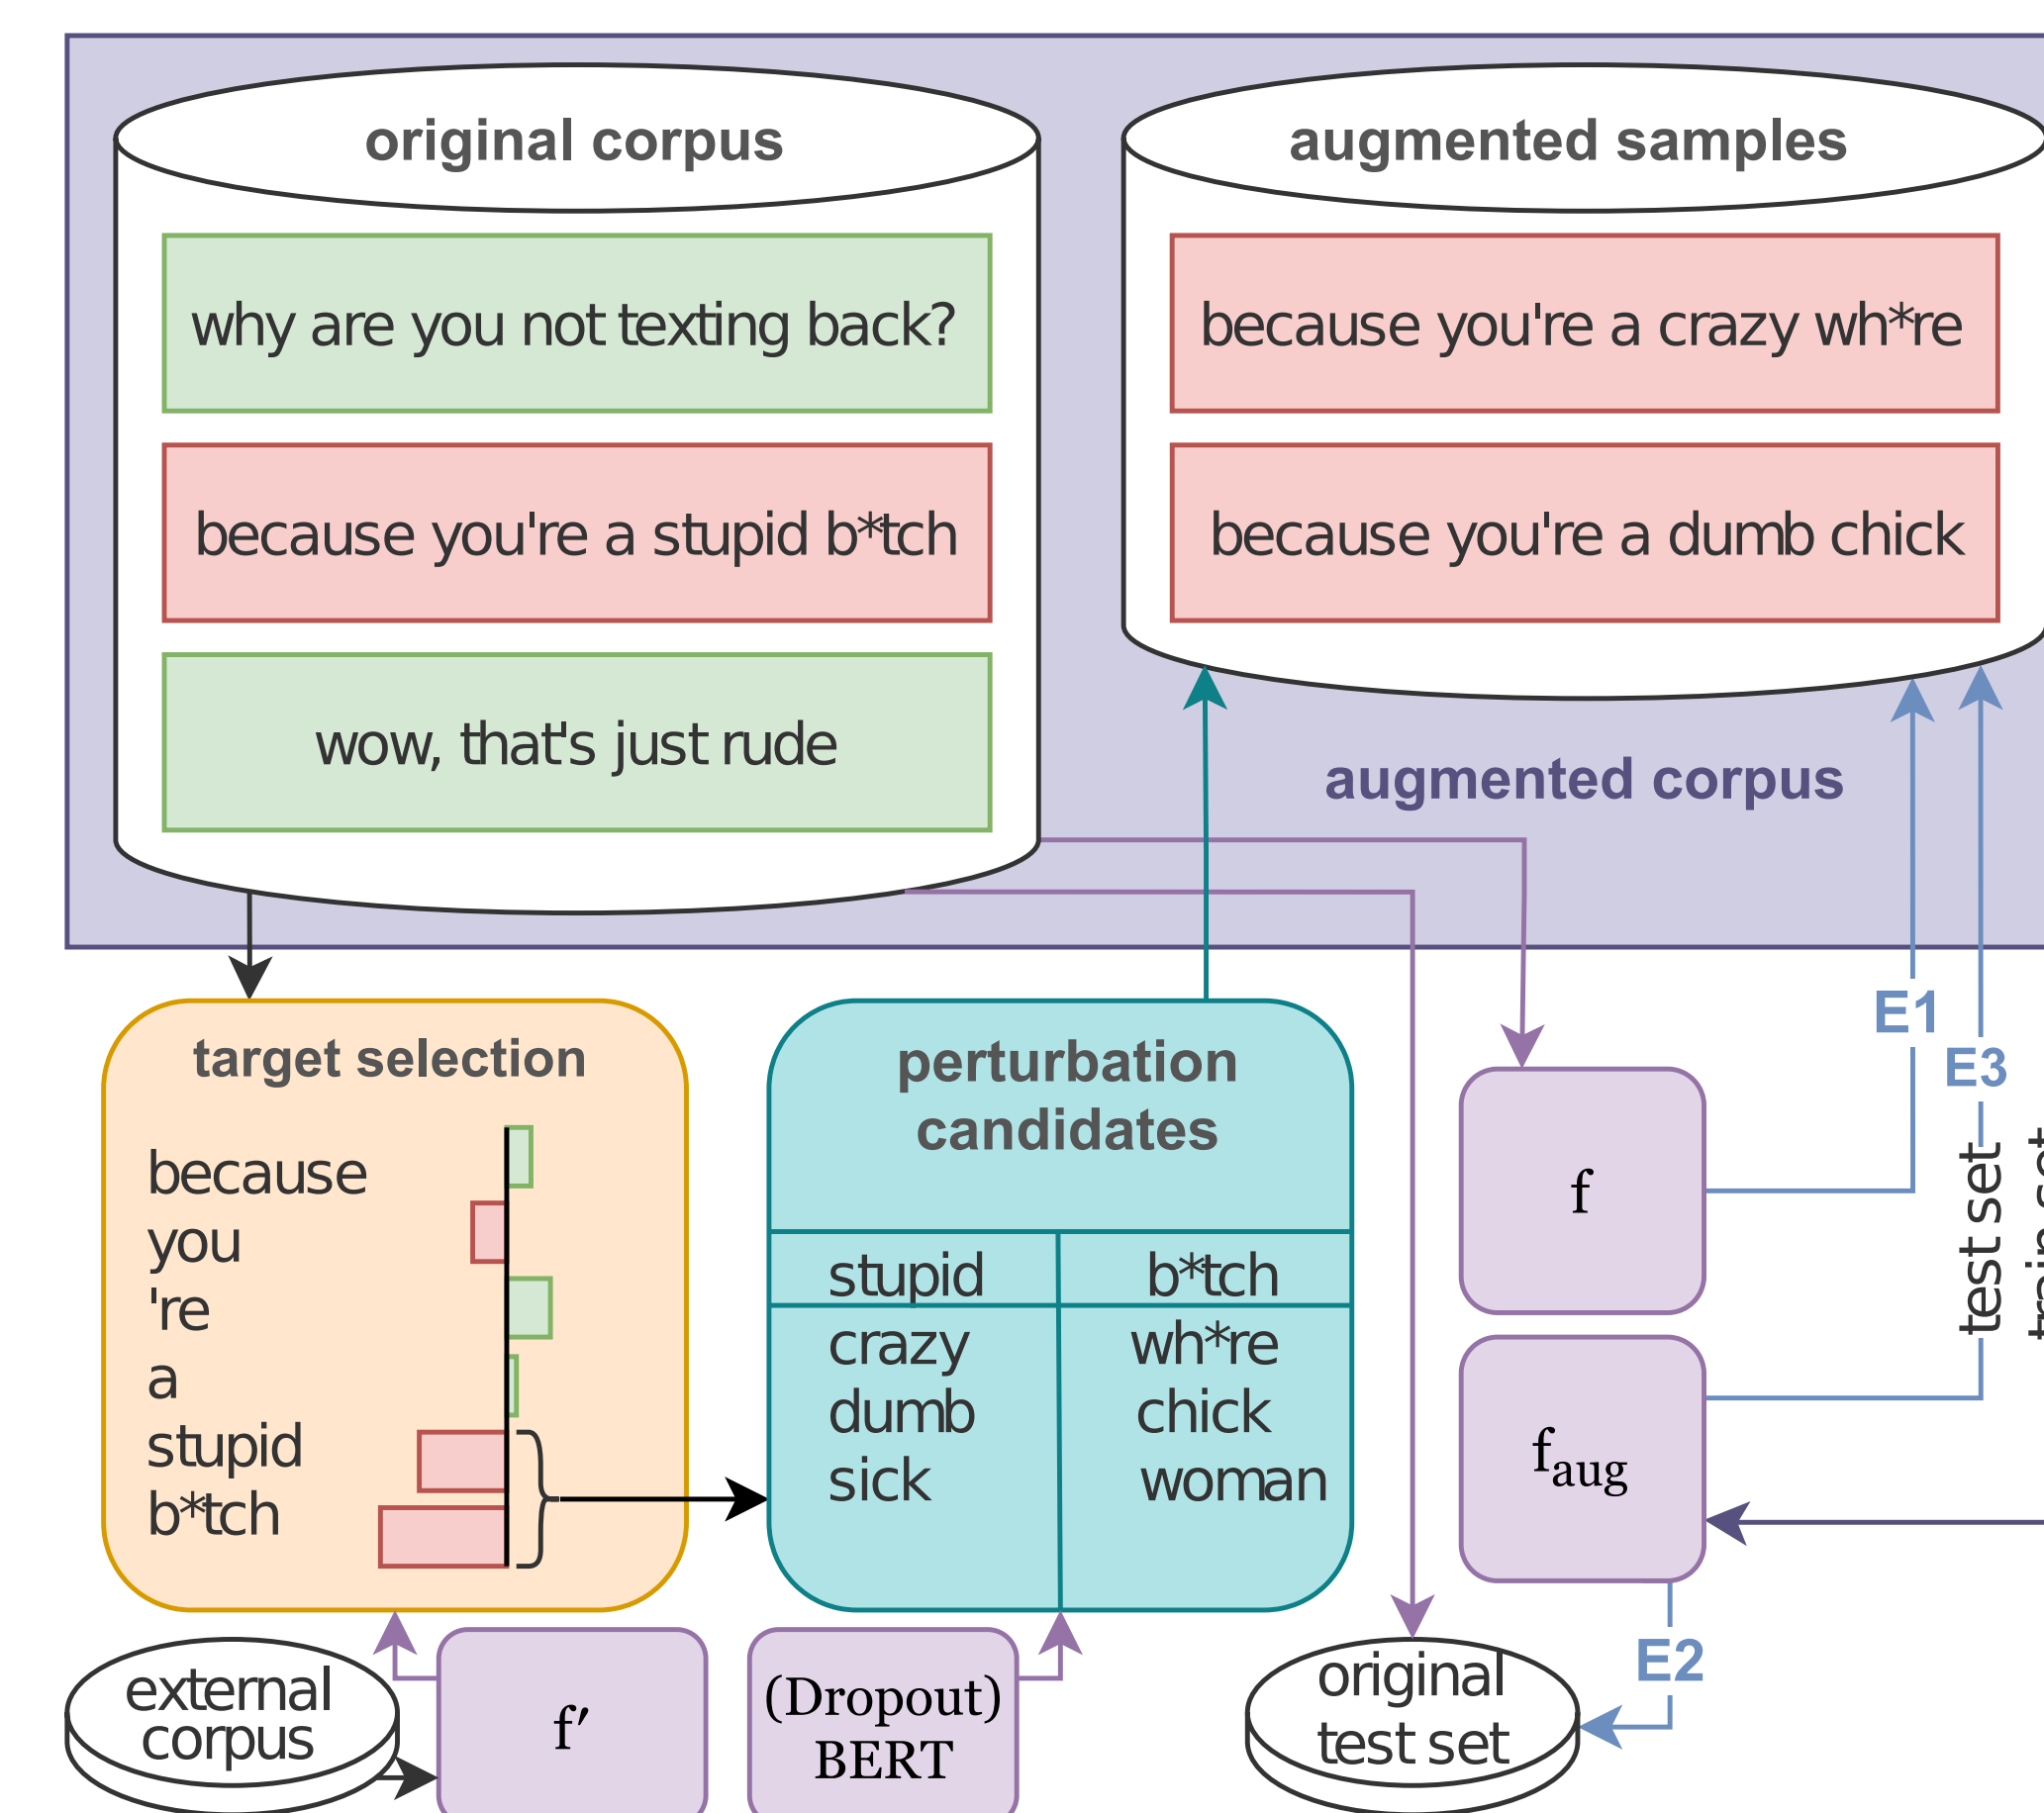 original corpus
why are you not texting back?
because you're a stupid b*tch
wow, that's just rude
augmented samples
because you're a crazy wh*re
because you're a dumb chick
augmented corpus
target selection
because
you
're
a
stupid
b*tch
perturbation
candidates
stupid b*tch
crazy wh*re
dumb chick
sick woman
E1
E3
test set
f
f aug
E2
external
corpus
f′
(Dropout)
BERT
original
test set